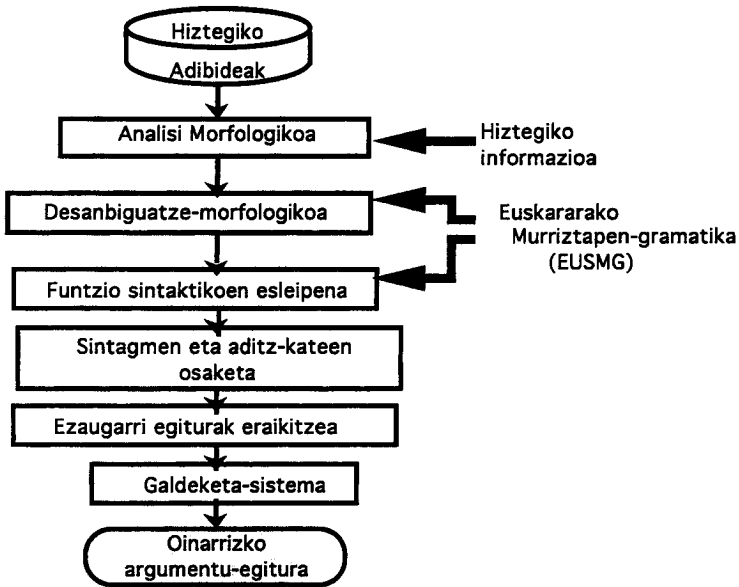 Hiztegiko
Adibideak
Analisi Morfologikoa
Hiztegiko
informazioa
Desanbiguatze-morfologikoa
Euskararako
Murriztapen-gramatika
(EUSMG)
Funtzio sintaktikoen esleipena
Sintagmen eta aditz-kateen
osaketa
Ezaugarri egiturak eraikitzea
Galdeketa-sistema
Oinarrizko
argumentu-egitura